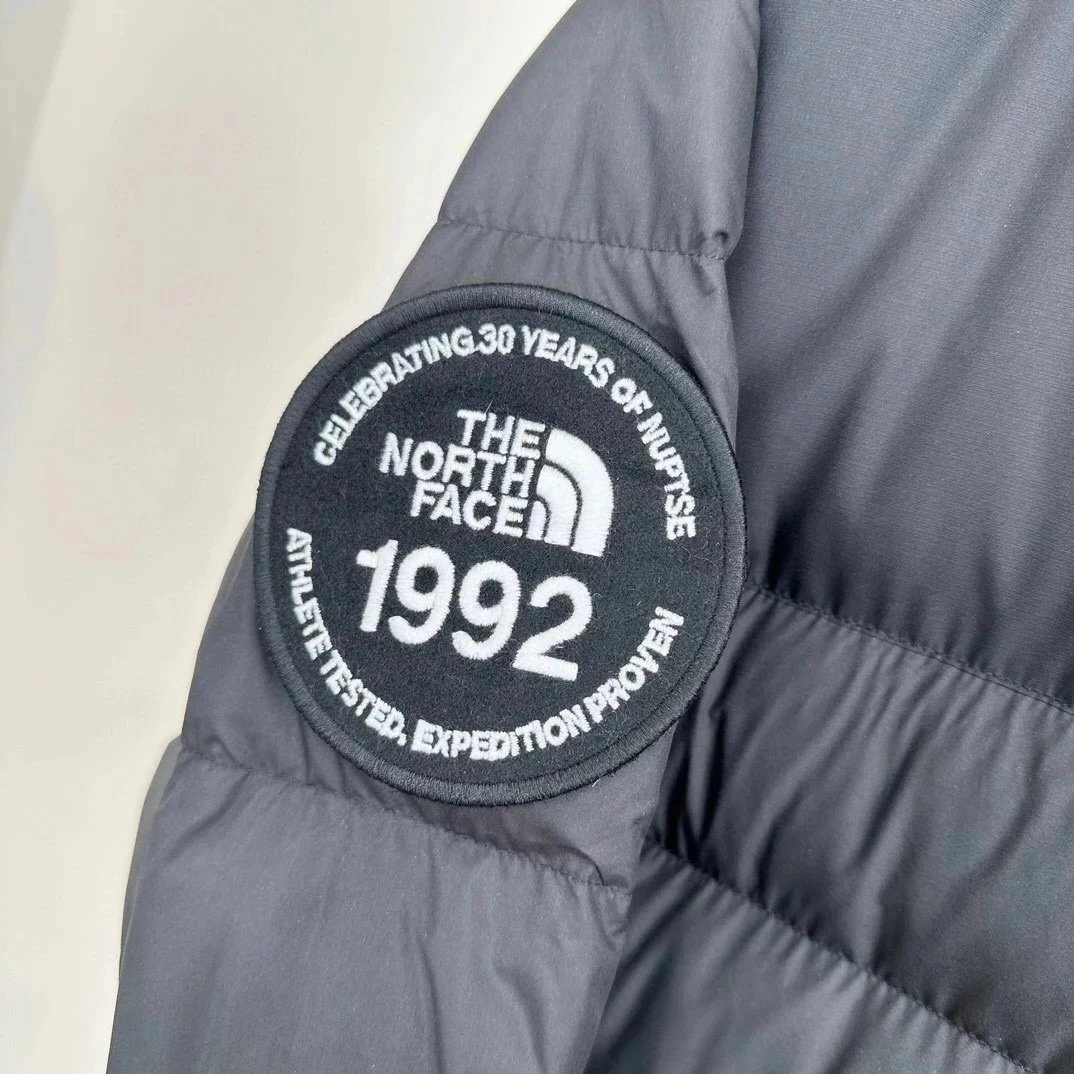 CELEBRATING 30 YEARS OF NUPTSE
THE
NORTH
FACE
1992
ATHLETE TESTED, EXPEDITION PROVEN